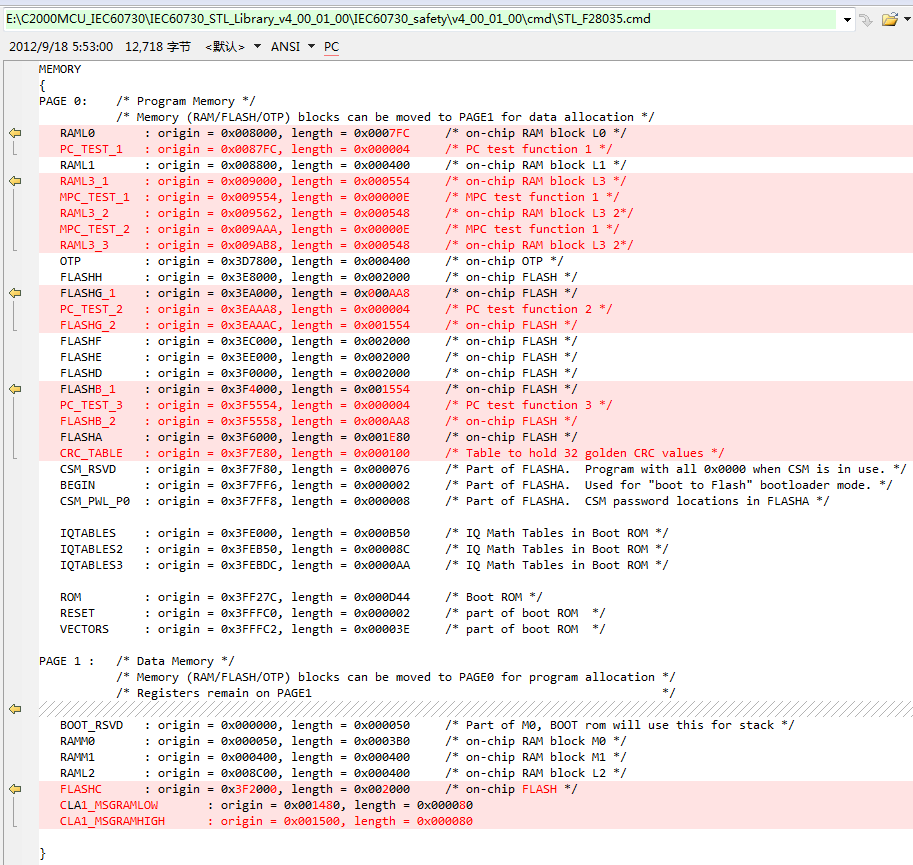 E:\C2000MCU_IEC60730\IEC60730_STL_Library_v4_00_01_00\IEC60730_safety\v4_00_01_00\cmd\STL_F28035.cmd
2012/9/18 5:53:00 12,718 字节 <默认> ANSI PC
MEMORY
{
PAGE 0: /* Program Memory */
/* Memory (RAM/FLASH/OTP) blocks can be moved to PAGE1 for data allocation */
RAML0 : origin = 0x008000, length = 0x0007FC /* on-chip RAM block L0 */
PC_TEST_1 : origin = 0x0087FC, length = 0x000004 /* PC test function 1 */
RAML1 : origin = 0x008800, length = 0x000400 /* on-chip RAM block L1 */
RAML3_1 : origin = 0x009000, length = 0x000554 /* on-chip RAM block L3 */
MPC_TEST_1 : origin = 0x009554, length = 0x00000E /* MPC test function 1 */
RAML3_2 : origin = 0x009562, length = 0x000548 /* on-chip RAM block L3 2*/
MPC_TEST_2 : origin = 0x009AAA, length = 0x00000E /* MPC test function 1 */
RAML3_3 : origin = 0x009AB8, length = 0x000548 /* on-chip RAM block L3 2*/
OTP : origin = 0x3D7800, length = 0x000400 /* on-chip OTP */
FLASHH : origin = 0x3E8000, length = 0x002000 /* on-chip FLASH */
FLASHG_1 : origin = 0x3EA000, length = 0x000AA8 /* on-chip FLASH */
PC_TEST_2 : origin = 0x3EAAA8, length = 0x000004 /* PC test function 2 */
FLASHG_2 : origin = 0x3EAAAC, length = 0x001554 /* on-chip FLASH */
FLASHF : origin = 0x3EC000, length = 0x002000 /* on-chip FLASH */
FLASHE : origin = 0x3EE000, length = 0x002000 /* on-chip FLASH */
FLASHD : origin = 0x3F0000, length = 0x002000 /* on-chip FLASH */
FLASHB_1 : origin = 0x3F4000, length = 0x001554 /* on-chip FLASH */
PC_TEST_3 : origin = 0x3F5554, length = 0x000004 /* PC test function 3 */
FLASHB_2 : origin = 0x3F5558, length = 0x000AA8 /* on-chip FLASH */
FLASHA : origin = 0x3F6000, length = 0x001E80 /* on-chip FLASH */
CRC_TABLE : origin = 0x3F7E80, length = 0x000100 /* Table to hold 32 golden CRC values */
CSM_RSVD : origin = 0x3F7F80, length = 0x000076 /* Part of FLASHA. Program with all 0x0000 when CSM is in use. */
BEGIN : origin = 0x3F7FF6, length = 0x000002 /* Part of FLASHA. Used for "boot to Flash" bootloader mode. */
CSM_PWL_P0 : origin = 0x3F7FF8, length = 0x000008 /* Part of FLASHA. CSM password locations in FLASHA */
IQTABLES : origin = 0x3FE000, length = 0x000B50 /* IQ Math Tables in Boot ROM */
IQTABLES2 : origin = 0x3FEB50, length = 0x00008C /* IQ Math Tables in Boot ROM */
IQTABLES3 : origin = 0x3FEBDC, length = 0x0000AA /* IQ Math Tables in Boot ROM */
ROM : origin = 0x3FF27C, length = 0x000D44 /* Boot ROM */
RESET : origin = 0x3FFFC0, length = 0x000002 /* part of boot ROM */
VECTORS : origin = 0x3FFFC2, length = 0x00003E /* part of boot ROM */
PAGE 1 : /* Data Memory */
/* Memory (RAM/FLASH/OTP) blocks can be moved to PAGE0 for program allocation */
/* Registers remain on PAGE1 */
BOOT_RSVD : origin = 0x000000, length = 0x000050 /* Part of M0, BOOT rom will use this for stack */
RAMM0 : origin = 0x000050, length = 0x0003B0 /* on-chip RAM block M0 */
RAMM1 : origin = 0x000400, length = 0x000400 /* on-chip RAM block M1 */
RAML2 : origin = 0x008C00, length = 0x000400 /* on-chip RAM block L2 */
FLASHC : origin = 0x3F2000, length = 0x002000 /* on-chip FLASH */
CLA1_MSGRAMLOW : origin = 0x001480, length = 0x000080
CLA1_MSGRAMHIGH : origin = 0x001500, length = 0x000080
}